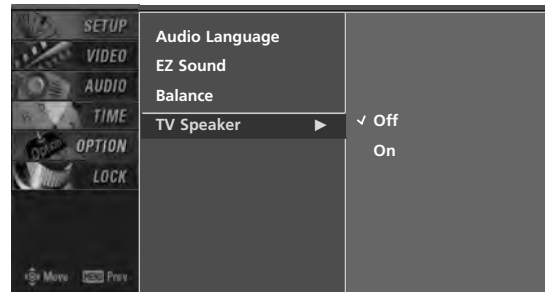 SETUP
VIDEO
AUDIO
TIME
OPTION
LOCK
Move MENU Prev
Audio Language
EZ Sound
Balance
TV Speaker ▶
✓ Off
On